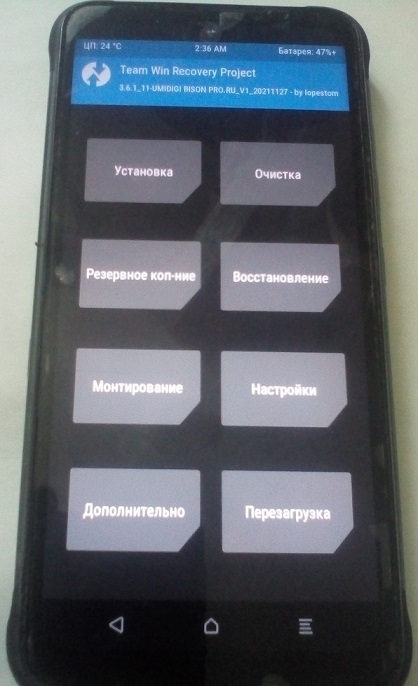 ЦП: 24 °C 2:36 AM Батарея: 47%+
Team Win Recovery Project
3.6.1_11-UMIDIGI BISON PRO.RU_V1_20211127 - by lopestom
Установка Очистка
Резервное коп-ние Восстановление
Монтирование Настройки
Дополнительно Перезагрузка